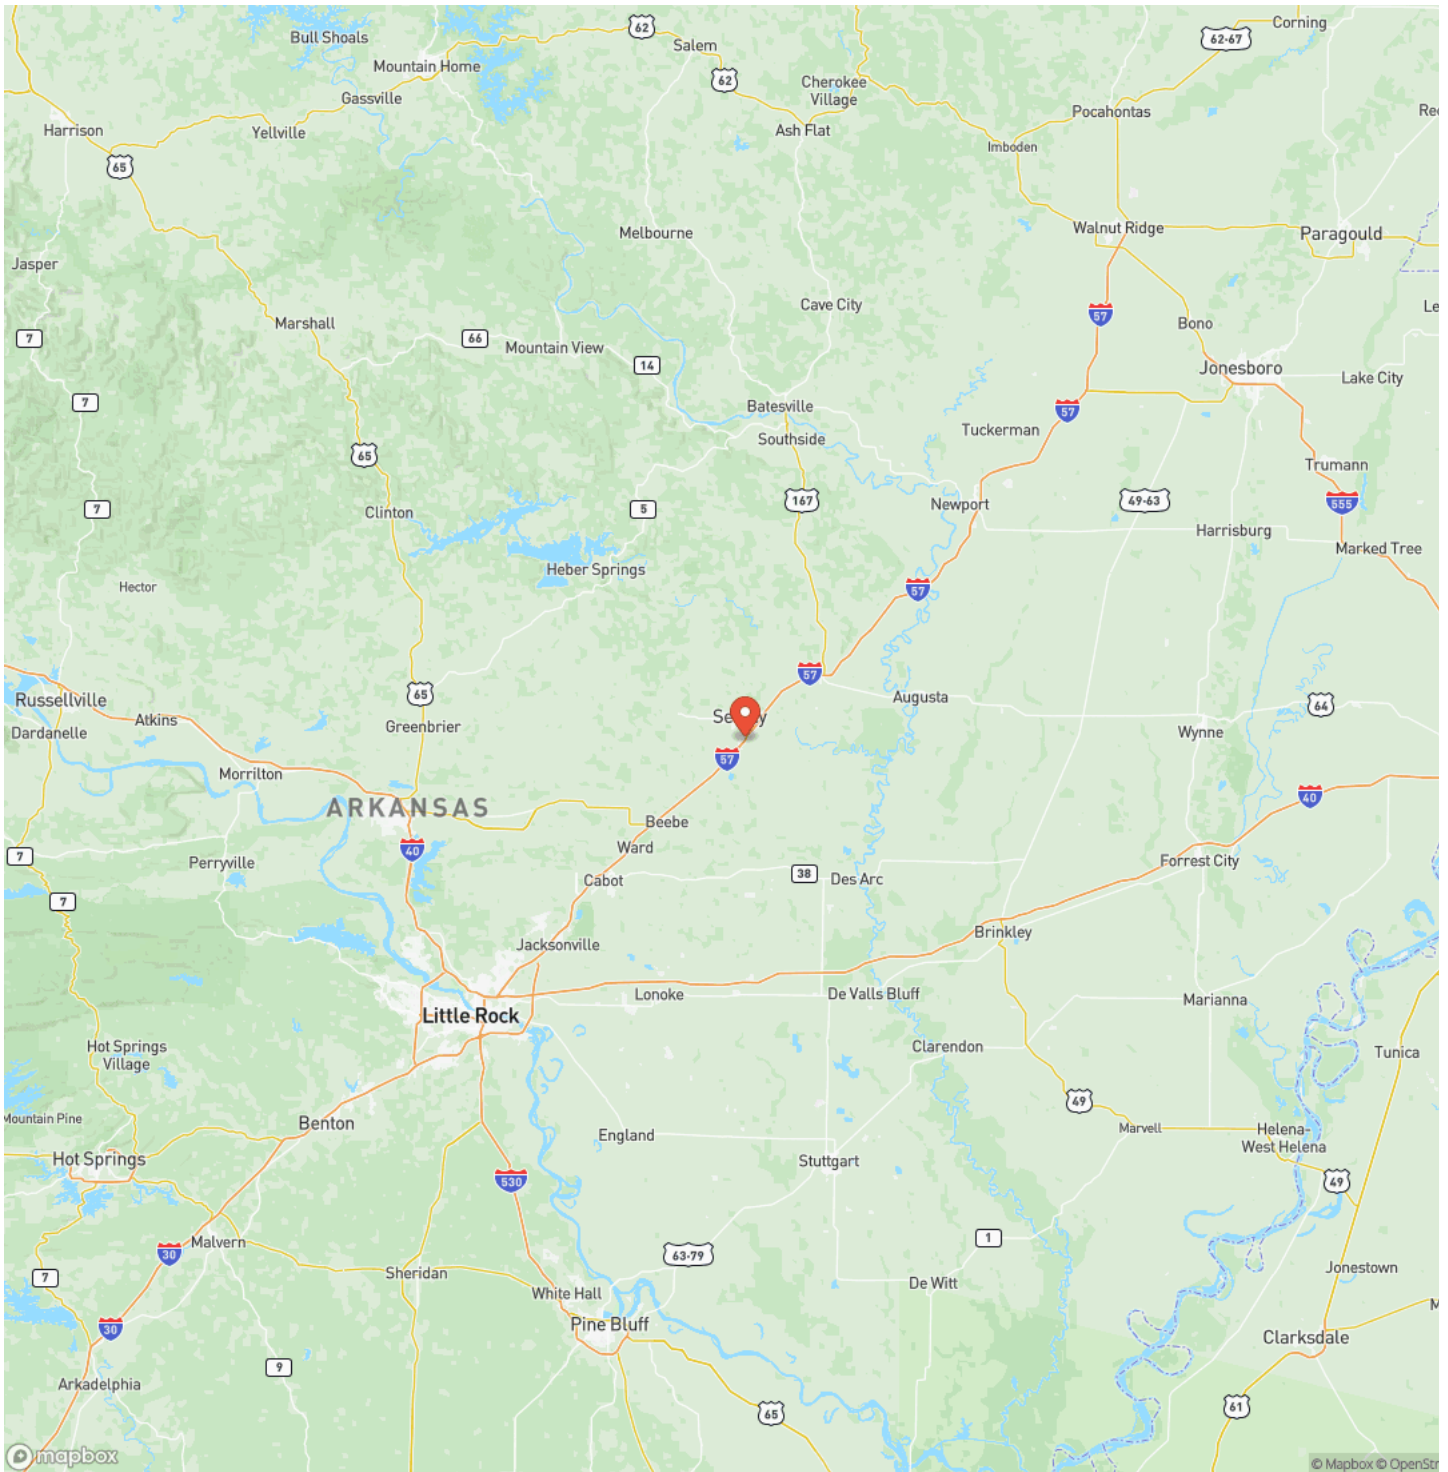 Corning
62
62-67
Bull Shoals
Salem
Mountain Home
62
Cherokee
Village
Gassville
Pocahontas
Harrison
Yellville
Ash Flat
Imboden
65
Melbourne
Walnut Ridge
Paragould
Jasper
Cave City
57
Marshall
Bono
7
66
Mountain View
14
Jonesboro
Lake City
7
Batesville
57
Southside
Tuckerman
65
Trumann
7
Clinton
5
167
Newport
49-63
555
Harrisburg
Marked Tree
Heber Springs
Hector
57
57
Russellville
65
Augusta
64
Atkins
Greenbrier
Dardanelle
Wynne
57
Morrilton
ARKANSAS
40
Beebe
40
Ward
7
Perryville
Forrest City
Cabot
38
Des Arc
7
Brinkley
Jacksonville
Lonoke
De Valls Bluff
Marianna
Little Rock
Hot Springs
Village
Clarendon
Tunica
49
Mountain Pine
Benton
England
Marvell
Helena-
West Helena
Hot Springs
Stuttgart
530
49
Malvern
30
63-79
1
7
Sheridan
De Witt
Jonestown
White Hall
30
Pine Bluff
Clarksdale
9
Arkadelphia
65
61
mapbox
© Mapbox © OpenStr